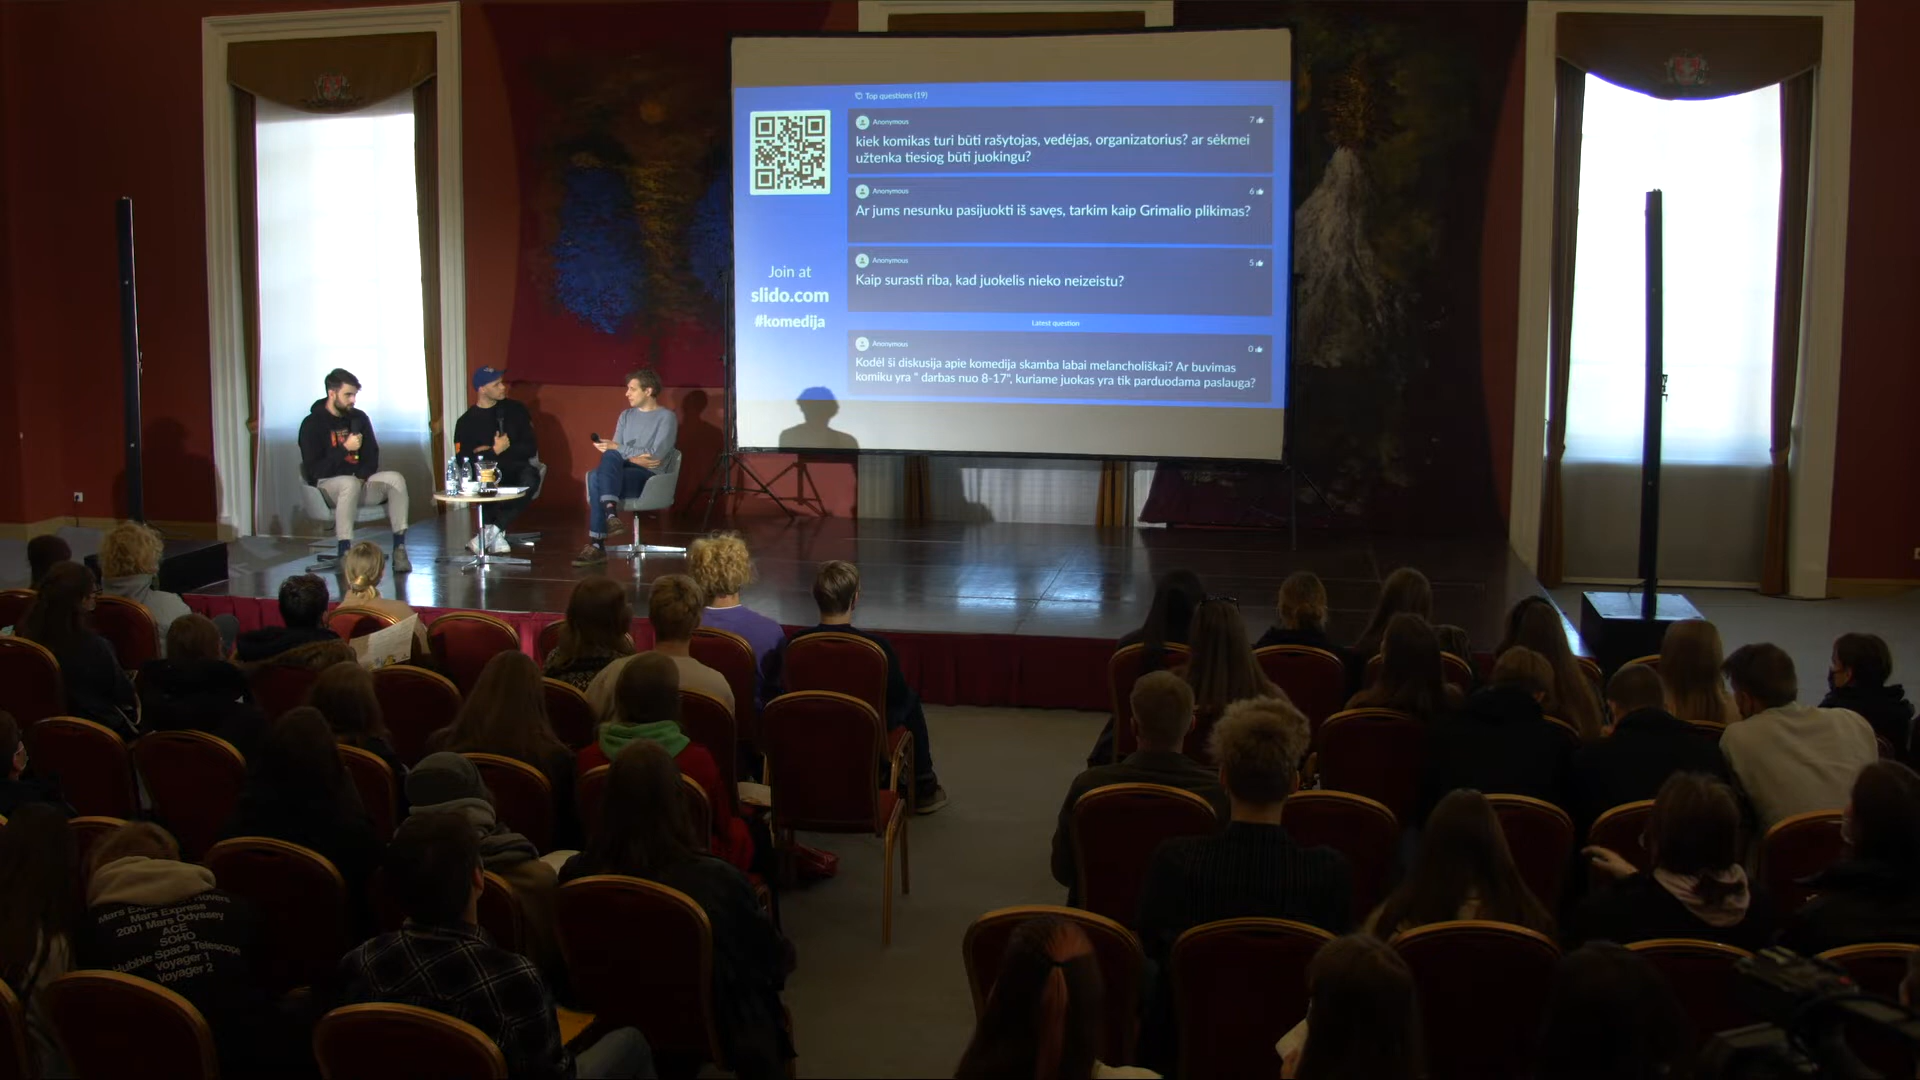 Top questions (19)
Anonymous
7
kiek komikas turi būti rašytojas, vedėjas, organizatorius? ar sėkmei
užtenka tiesiog būti juokingu?
Anonymous
6
Ar jums nesunku pasijuokti iš savęs, tarkim kaip Grimalio plikimas?
Anonymous
5
Kaip surasti riba, kad juokelis nieko neizeistu?
Latest question
Anonymous
0
Kodėl ši diskusija apie komedija skamba labai melancholiškai? Ar buvimas
komiku yra " darbas nuo 8-17", kuriame juokas yra tik parduodama paslauga?
Join at
slido.com
#komedija
Mars Express
2001 Mars Odyssey
ACE
SOHO
Hubble Space Telescope
Voyager 1
Voyager 2